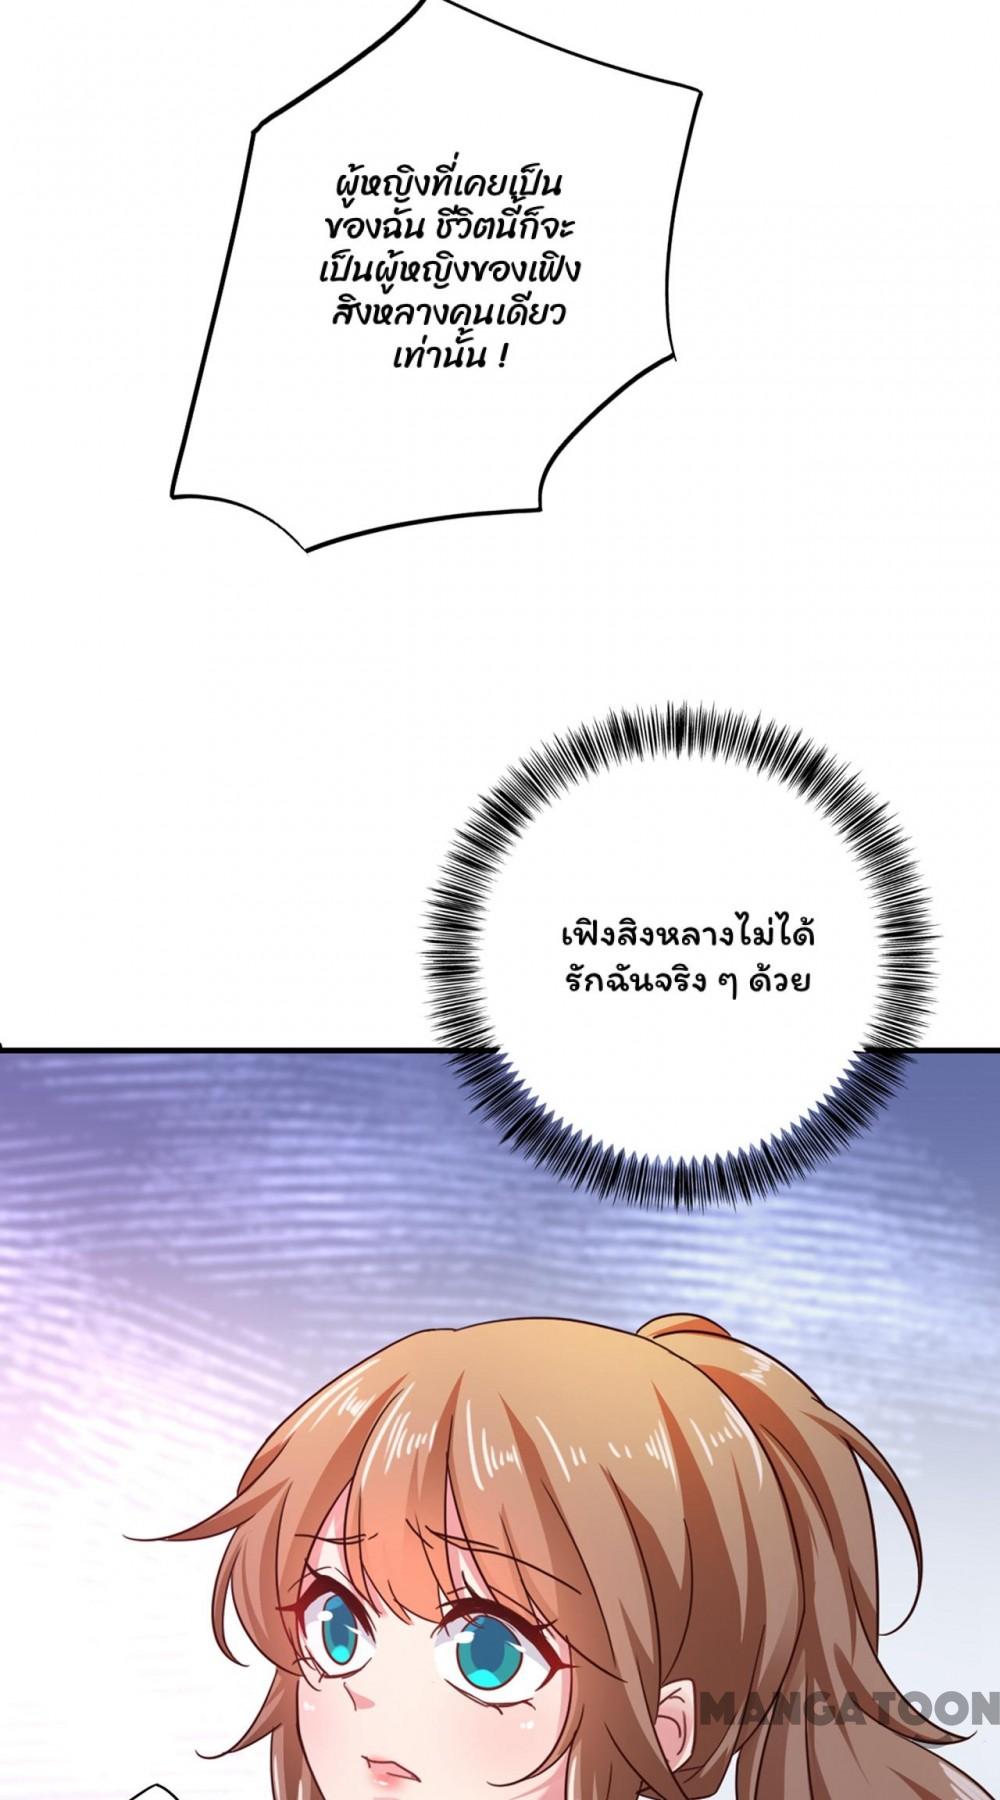 ผู้หญิงที่เคยเป็น
ของฉัน ชีวิตนี้ก็จะ
เป็นผู้หญิงของเฟิง
สิงหลางคนเดียว
เท่านั้น !
เฟิงสิงหลางไม่ได้
รักฉันจริง ๆ ด้วย
MANGATOON